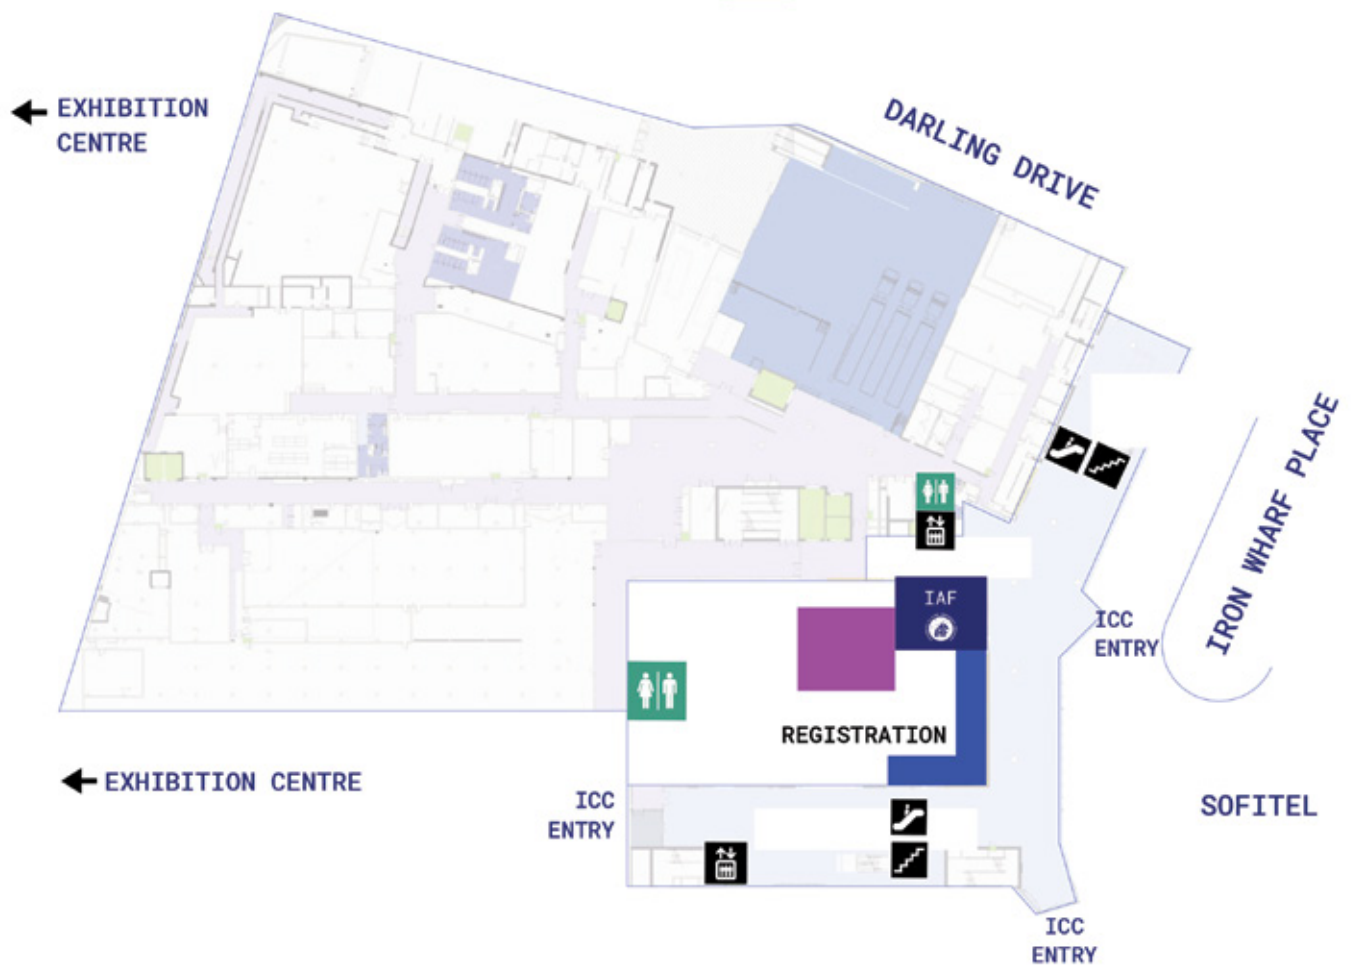 EXHIBITION
CENTRE
DARLING DRIVE
IRON WHARF PLACE
IAF
ICC
ENTRY
REGISTRATION
EXHIBITION CENTRE
ICC
ENTRY
SOFITEL
ICC
ENTRY